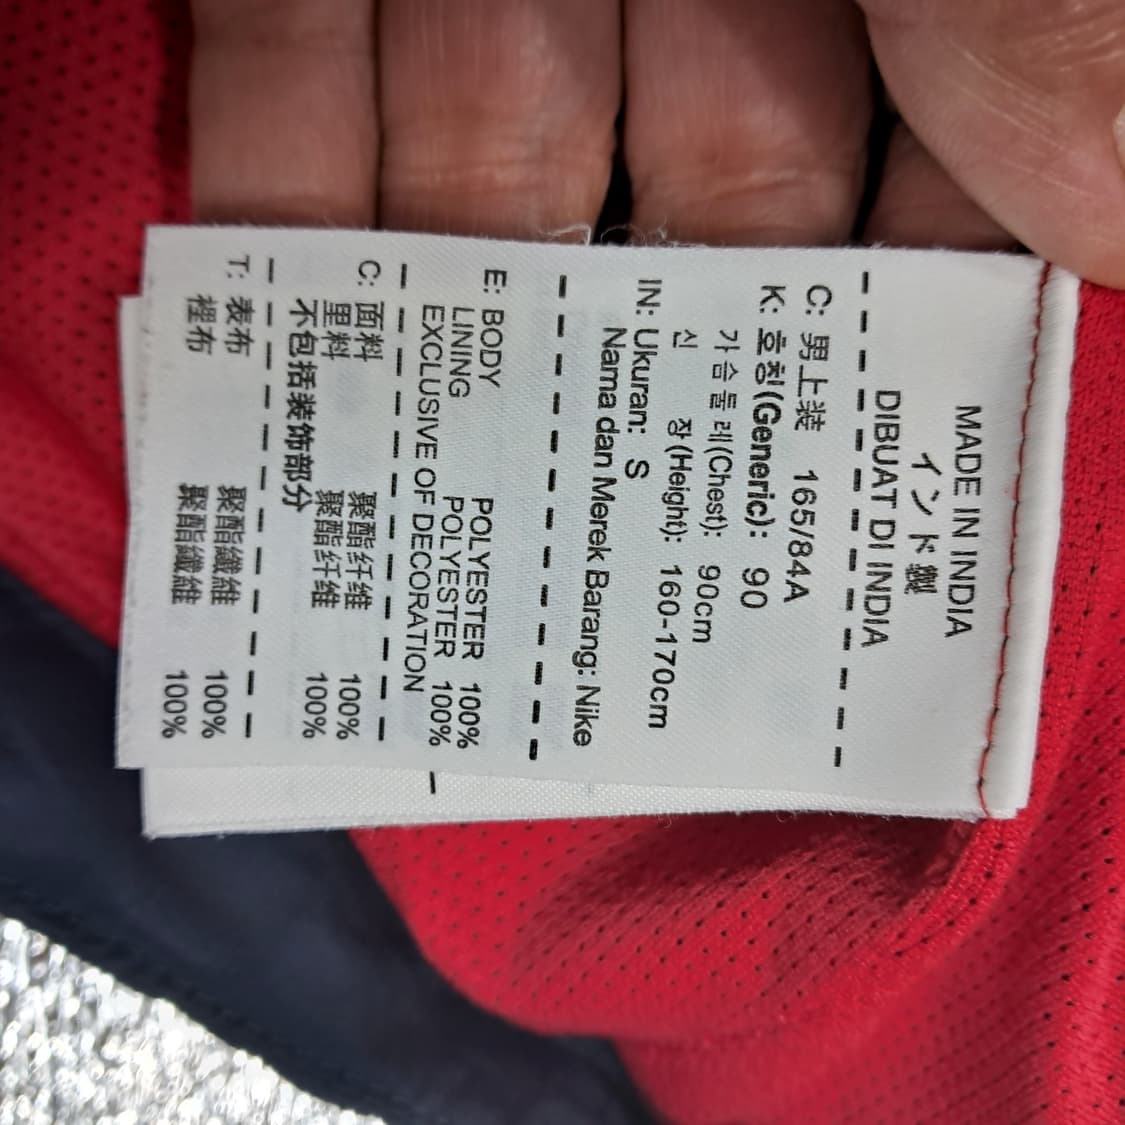 MADE IN INDIA
インド製
DIBUAT DI INDIA
C: 男上装 165/84A
K: 호칭(Generic): 90
가슴둘레(Chest): 90cm
신 장(Height): 160-170cm
IN: Ukuran: S
Nama dan Merek Barang: Nike
E: BODY POLYESTER 100%
LINING POLYESTER 100%
EXCLUSIVE OF DECORATION
C: 面料 聚酯纤维 100%
里料 聚酯纤维 100%
不包括装饰部分
T: 表布 聚酯纖維 100%
裡布 聚酯纖維 100%